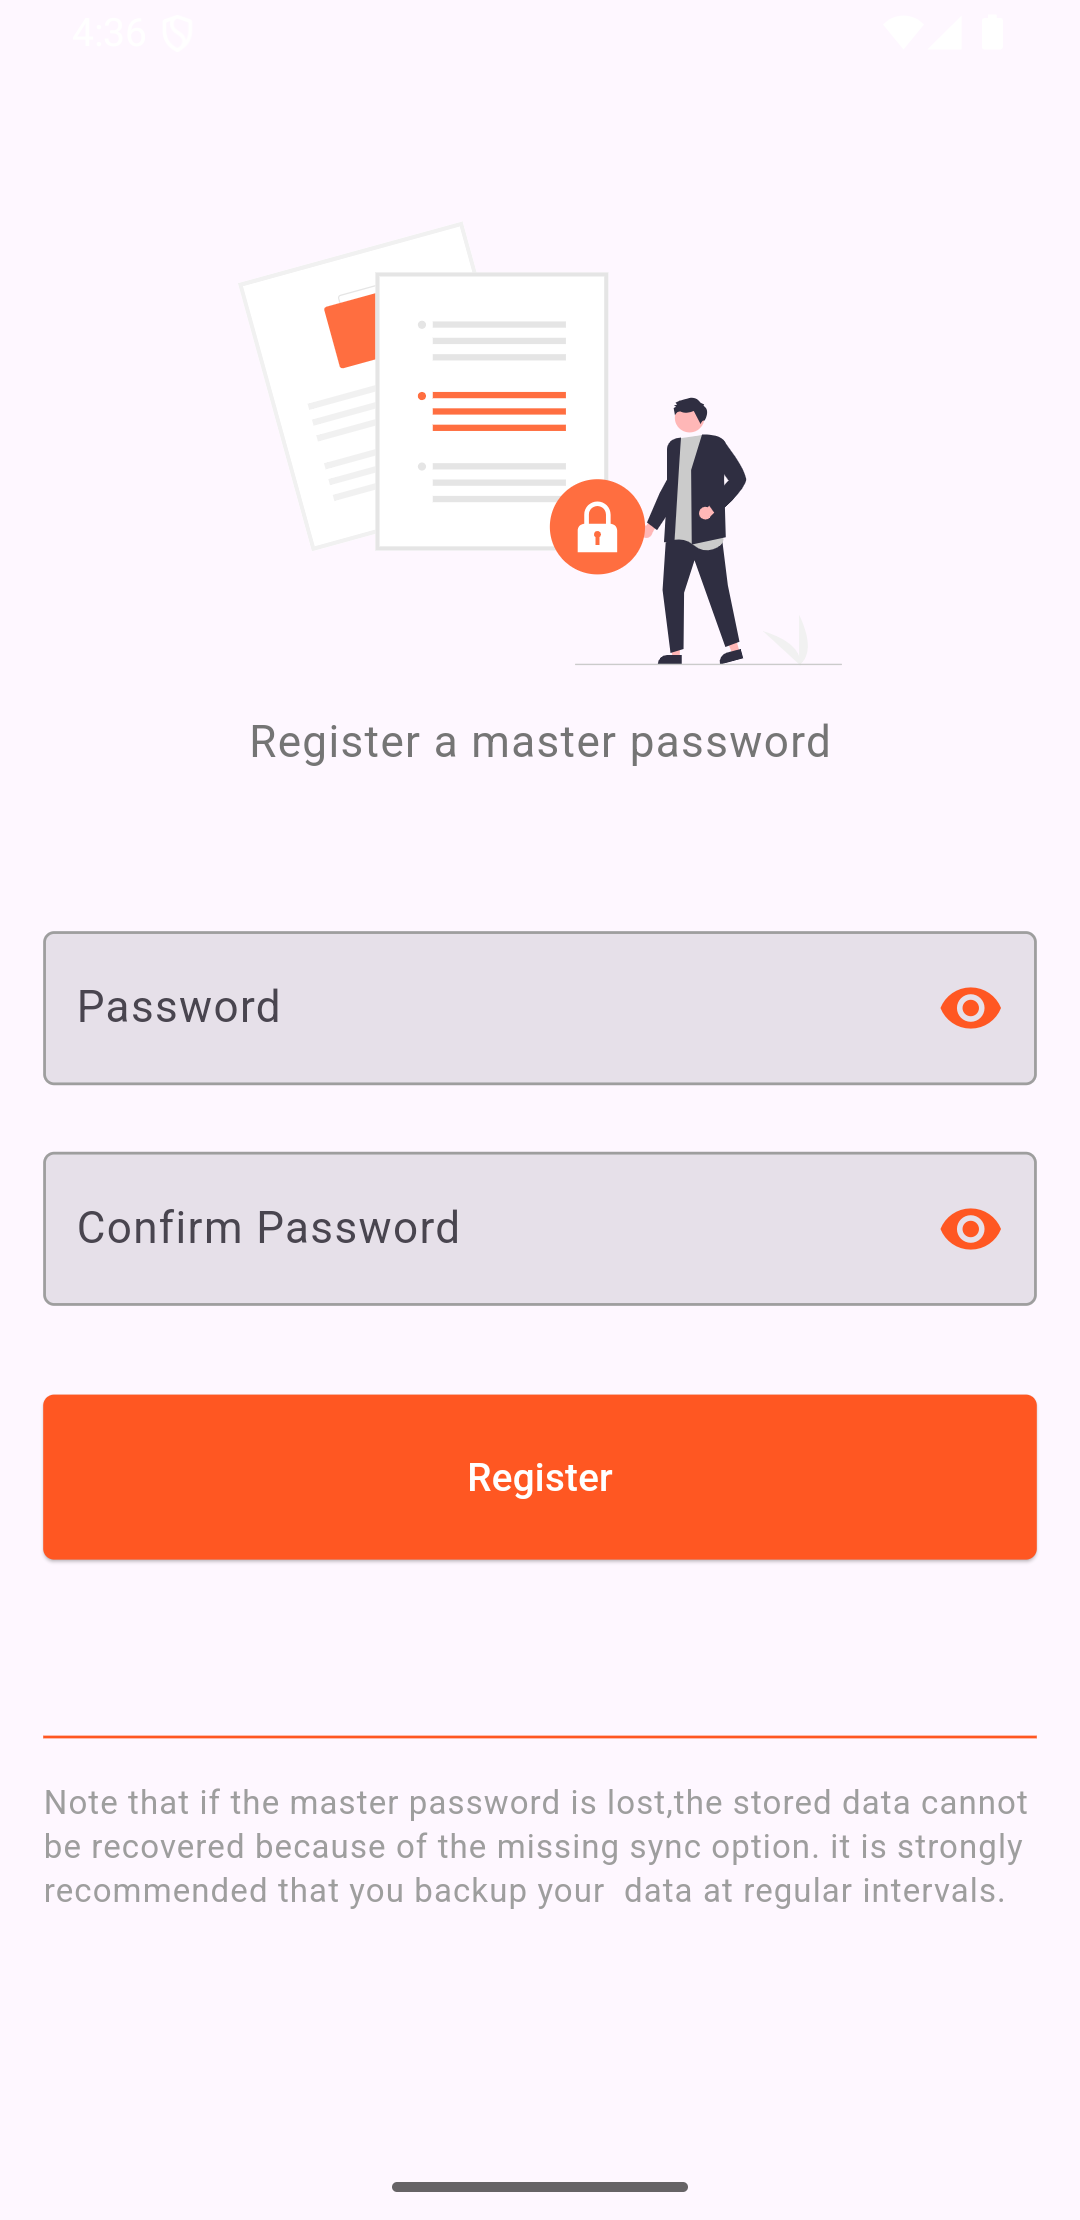 4:36
Register a master password
Password
Confirm Password
Register
Note that if the master password is lost,the stored data cannot
be recovered because of the missing sync option. it is strongly
recommended that you backup your  data at regular intervals.